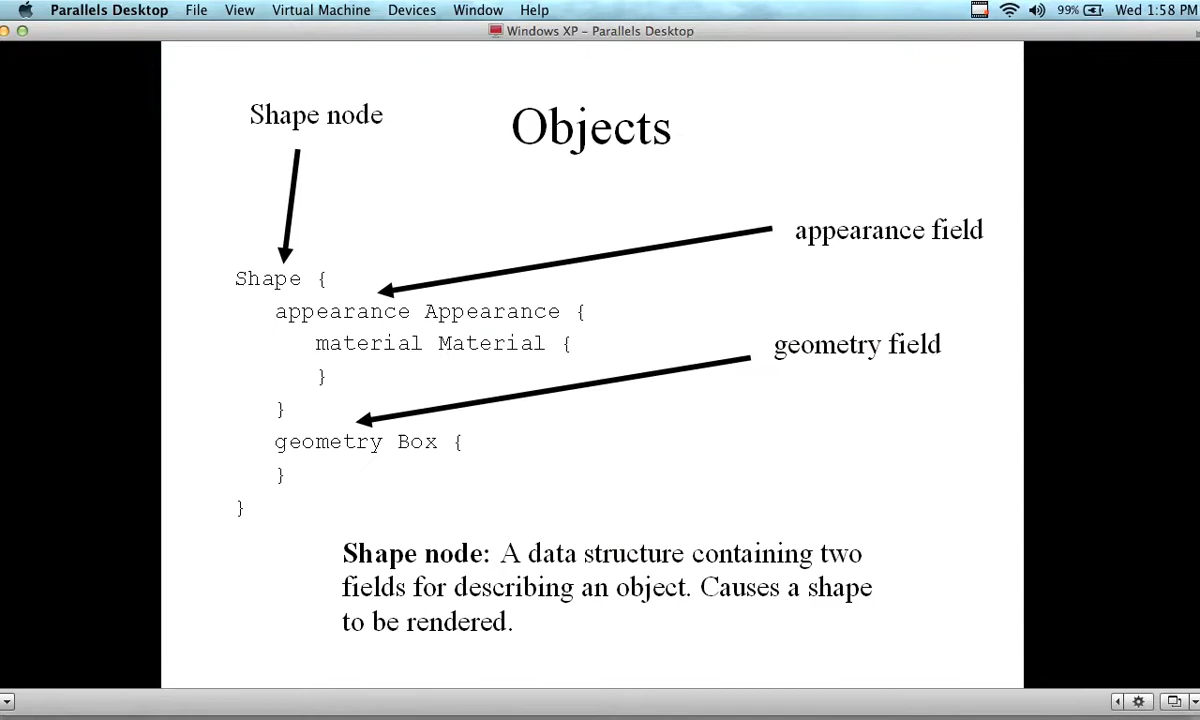 Parallels Desktop File View Virtual Machine Devices Window Help 99% Wed 1:58 PM
Windows XP – Parallels Desktop
Shape node
Objects
appearance field
Shape {
appearance Appearance {
material Material {
geometry field
}
}
geometry Box {
}
}
Shape node: A data structure containing two
fields for describing an object. Causes a shape
to be rendered.